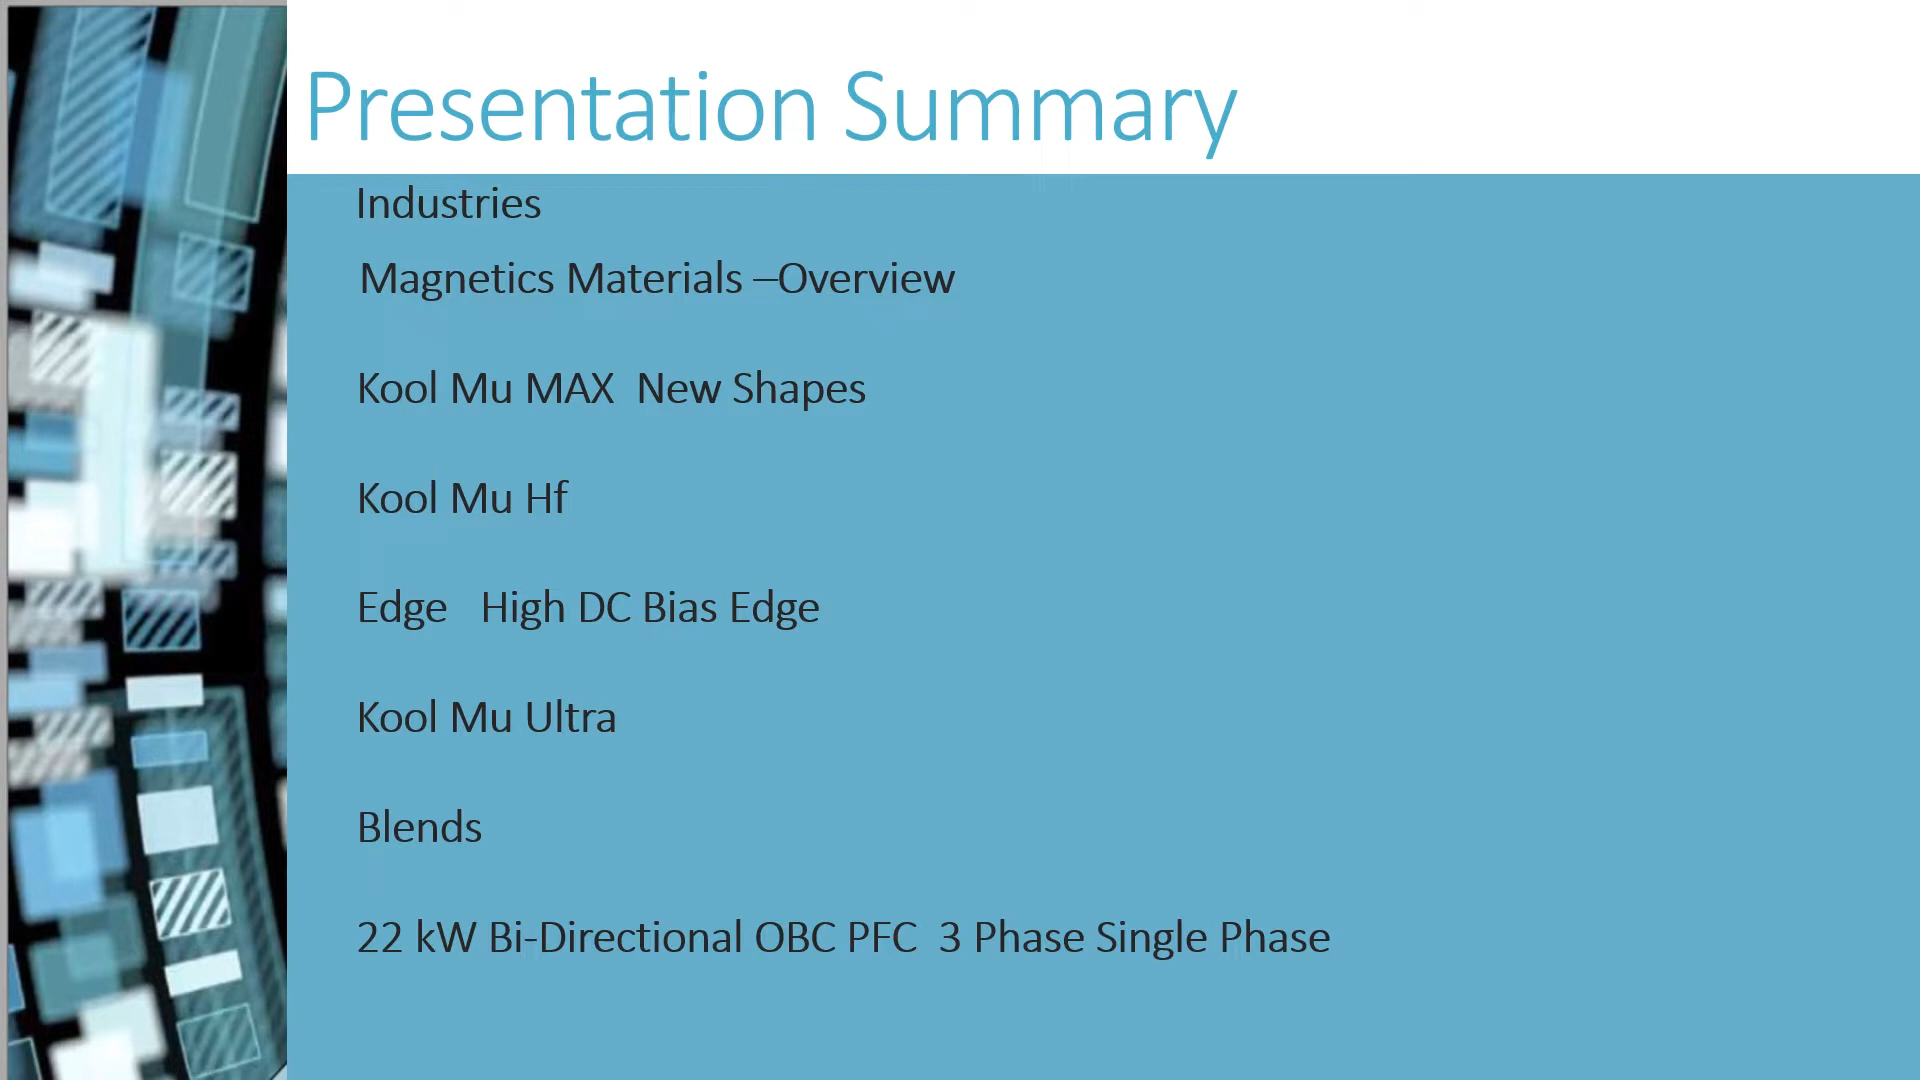 Presentation Summary
Industries
Magnetics Materials –Overview
Kool Mu MAX  New Shapes
Kool Mu Hf
Edge   High DC Bias Edge
Kool Mu Ultra
Blends
22 kW Bi-Directional OBC PFC  3 Phase Single Phase